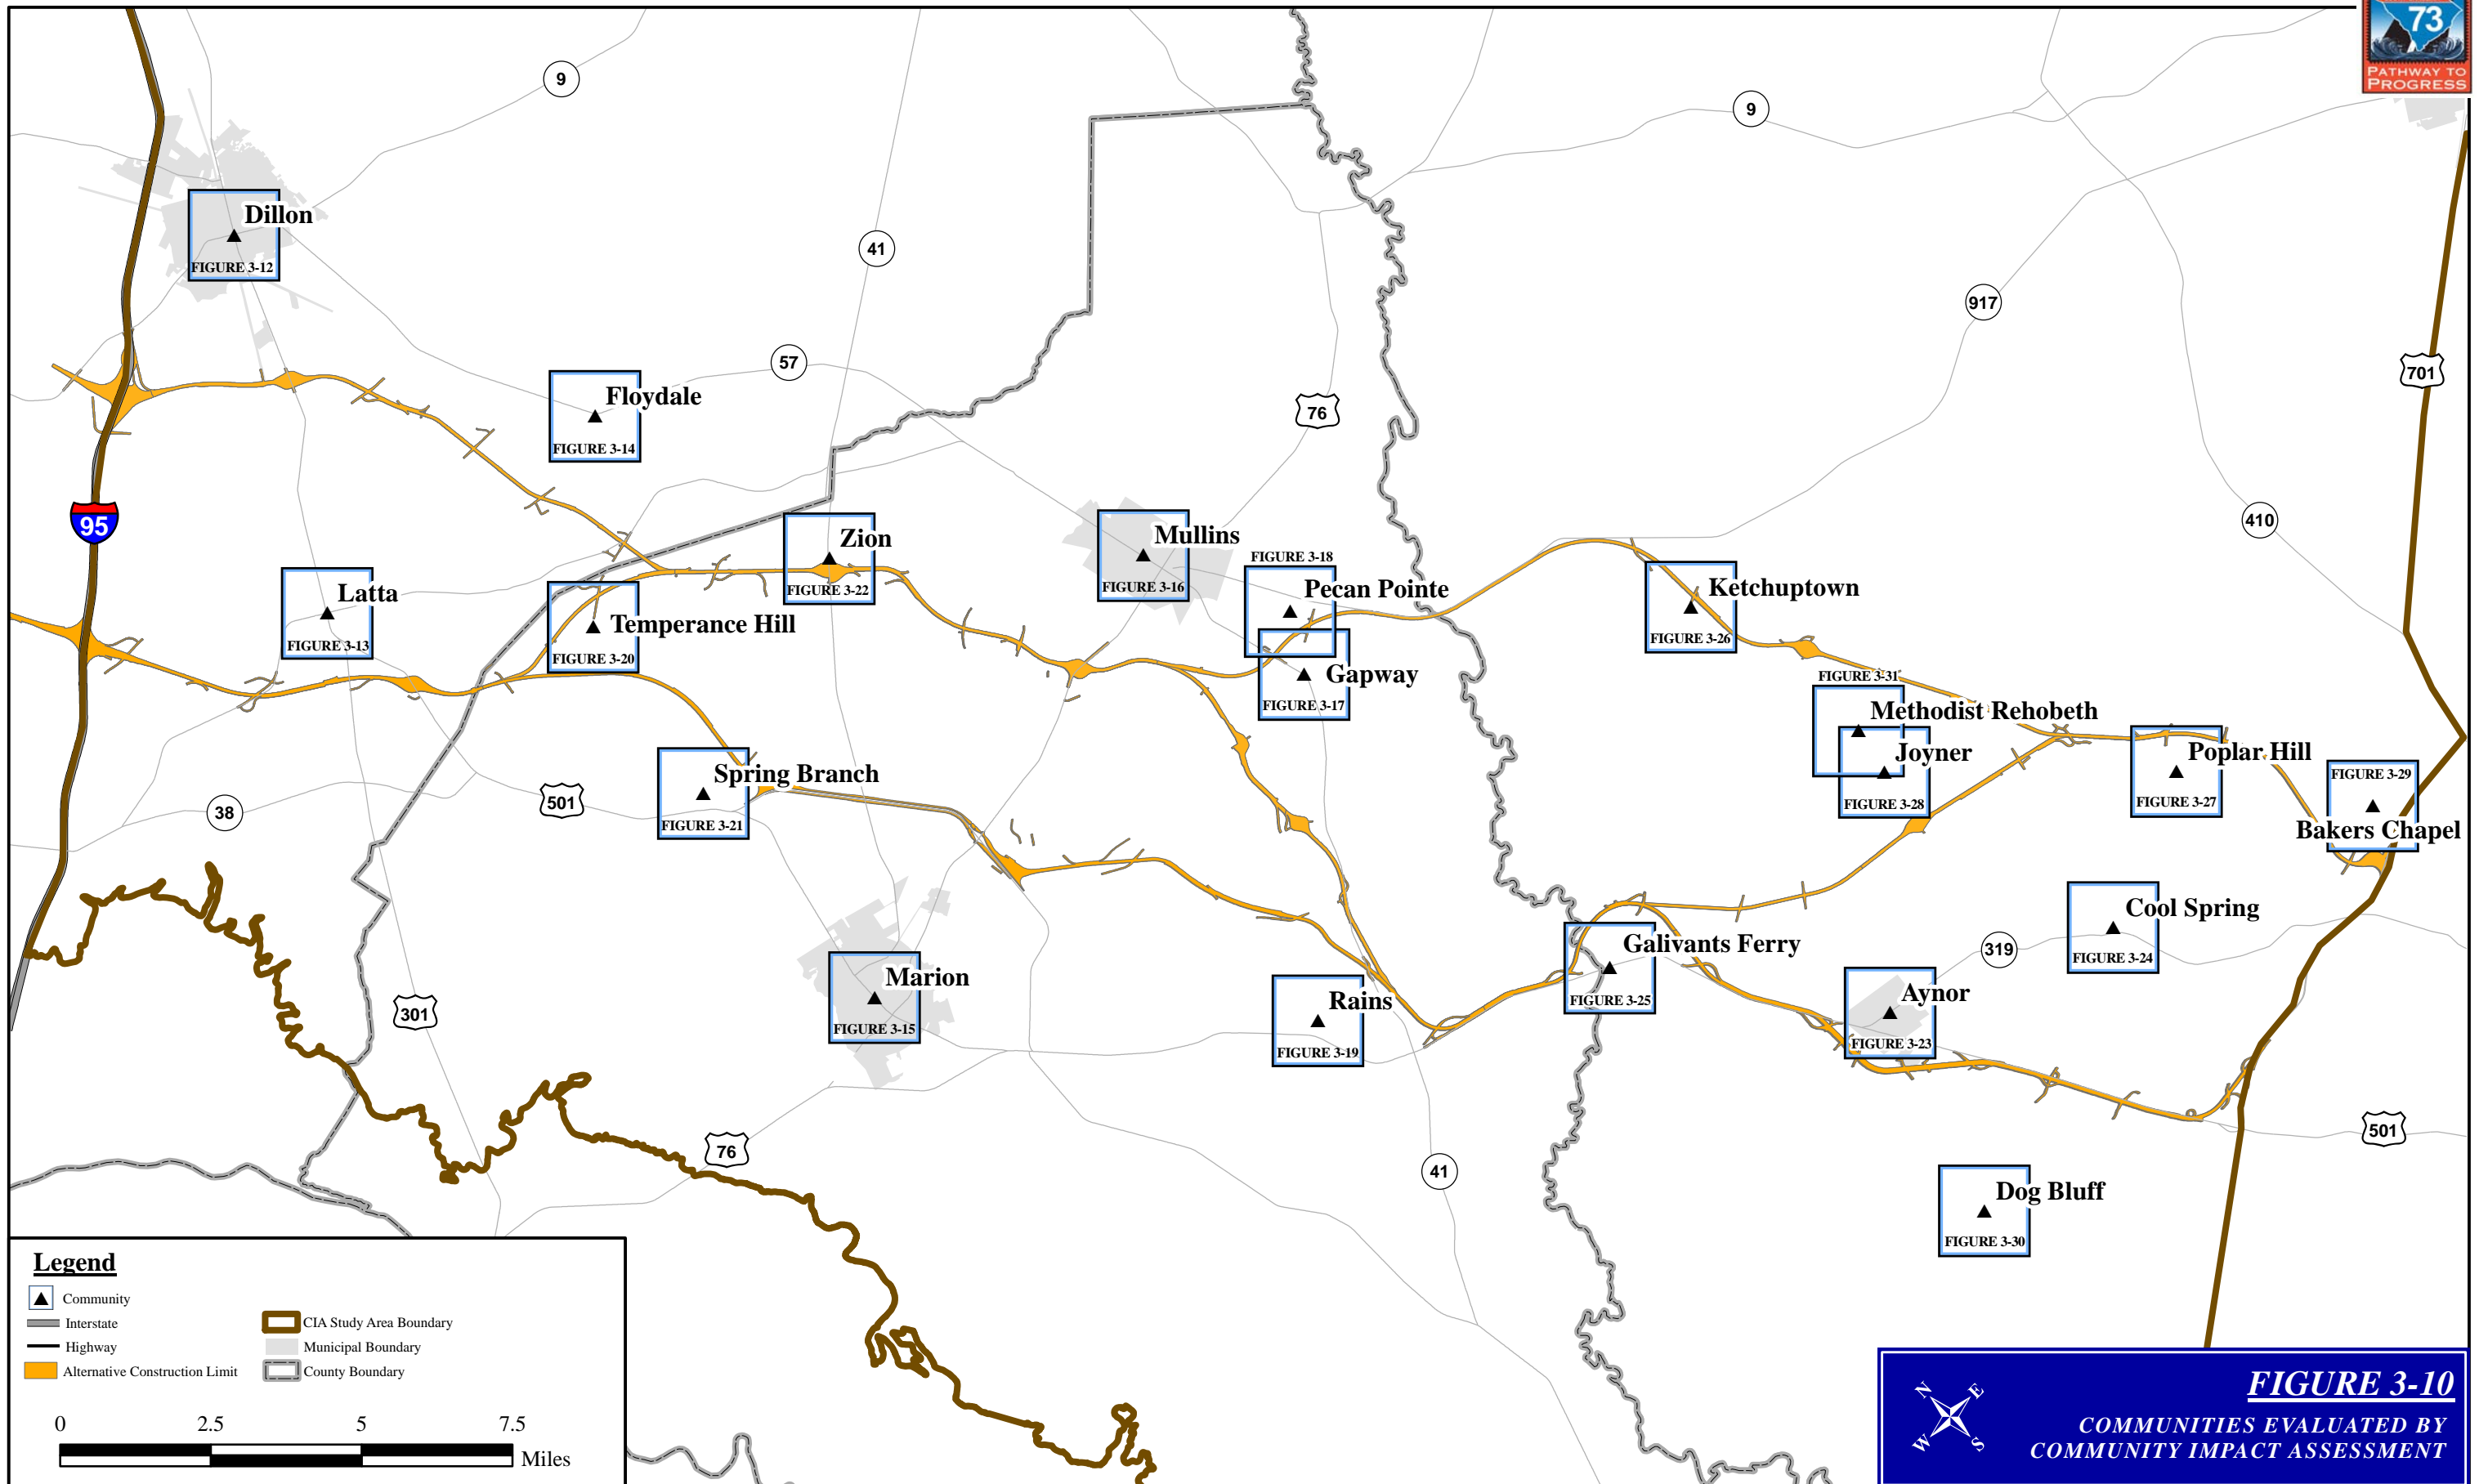 73
PATHWAY TO
PROGRESS
9
9
Dillon
FIGURE 3-12
41
917
57
701
Floydale
FIGURE 3-14
76
95
410
Zion
FIGURE 3-22
Mullins
FIGURE 3-16
FIGURE 3-18
Pecan Pointe
Ketchuptown
FIGURE 3-26
Latta
FIGURE 3-13
Temperance Hill
FIGURE 3-20
Gapway
FIGURE 3-17
FIGURE 3-31
Methodist Rehobeth
Joyner
FIGURE 3-28
Poplar Hill
FIGURE 3-27
FIGURE 3-29
Bakers Chapel
Spring Branch
FIGURE 3-21
501
38
Cool Spring
FIGURE 3-24
Galivants Ferry
FIGURE 3-25
319
Marion
FIGURE 3-15
Rains
FIGURE 3-19
Aynor
FIGURE 3-23
301
501
76
41
Dog Bluff
FIGURE 3-30
Legend
Community
Interstate
Highway
Alternative Construction Limit
CIA Study Area Boundary
Municipal Boundary
County Boundary
0 2.5 5 7.5
Miles
N E
W S
FIGURE 3-10
COMMUNITIES EVALUATED BY
COMMUNITY IMPACT ASSESSMENT